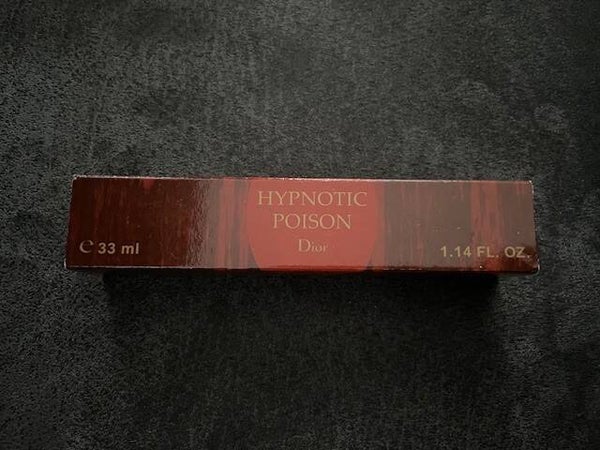 HYPNOTIC
POISON
Dior
℮ 33 ml
1.14 FL. OZ.